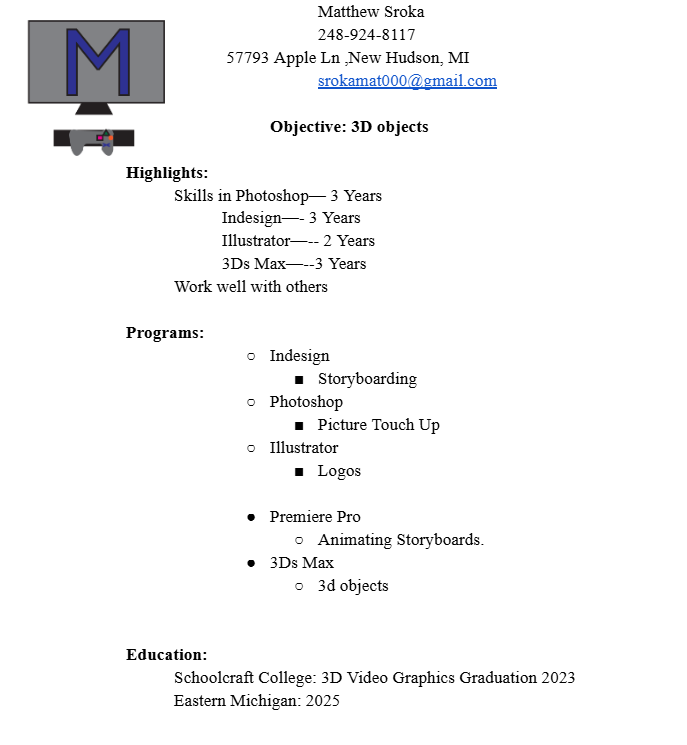 M
Matthew Sroka
248-924-8117
57793 Apple Ln ,New Hudson, MI
srokamat000@gmail.com
Objective: 3D objects
Highlights:
Skills in Photoshop— 3 Years
Indesign—- 3 Years
Illustrator—-- 2 Years
3Ds Max—--3 Years
Work well with others
Programs:
○ Indesign
■ Storyboarding
○ Photoshop
■ Picture Touch Up
○ Illustrator
■ Logos
● Premiere Pro
○ Animating Storyboards.
● 3Ds Max
○ 3d objects
Education:
Schoolcraft College: 3D Video Graphics Graduation 2023
Eastern Michigan: 2025